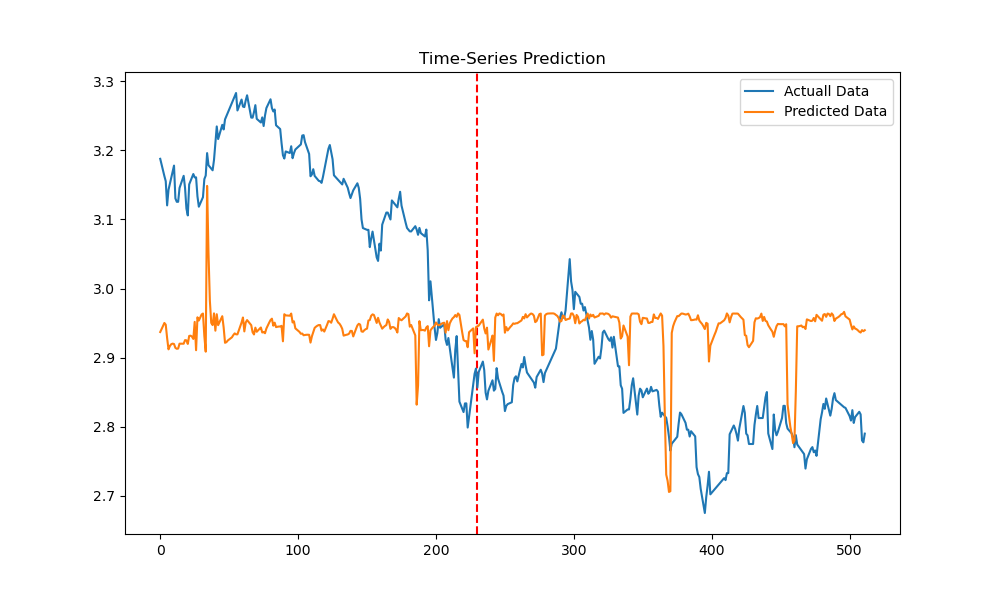 Time-Series Prediction
Actuall Data
Predicted Data
3.3
3.2
3.1
3.0
2.9
2.8
2.7
0 100 200 300 400 500